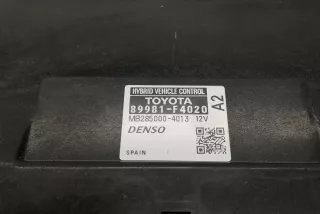 HYBRID VEHICLE CONTROL
TOYOTA
89981-F4020
A2
MB285000-4013 12V
DENSO
SPAIN